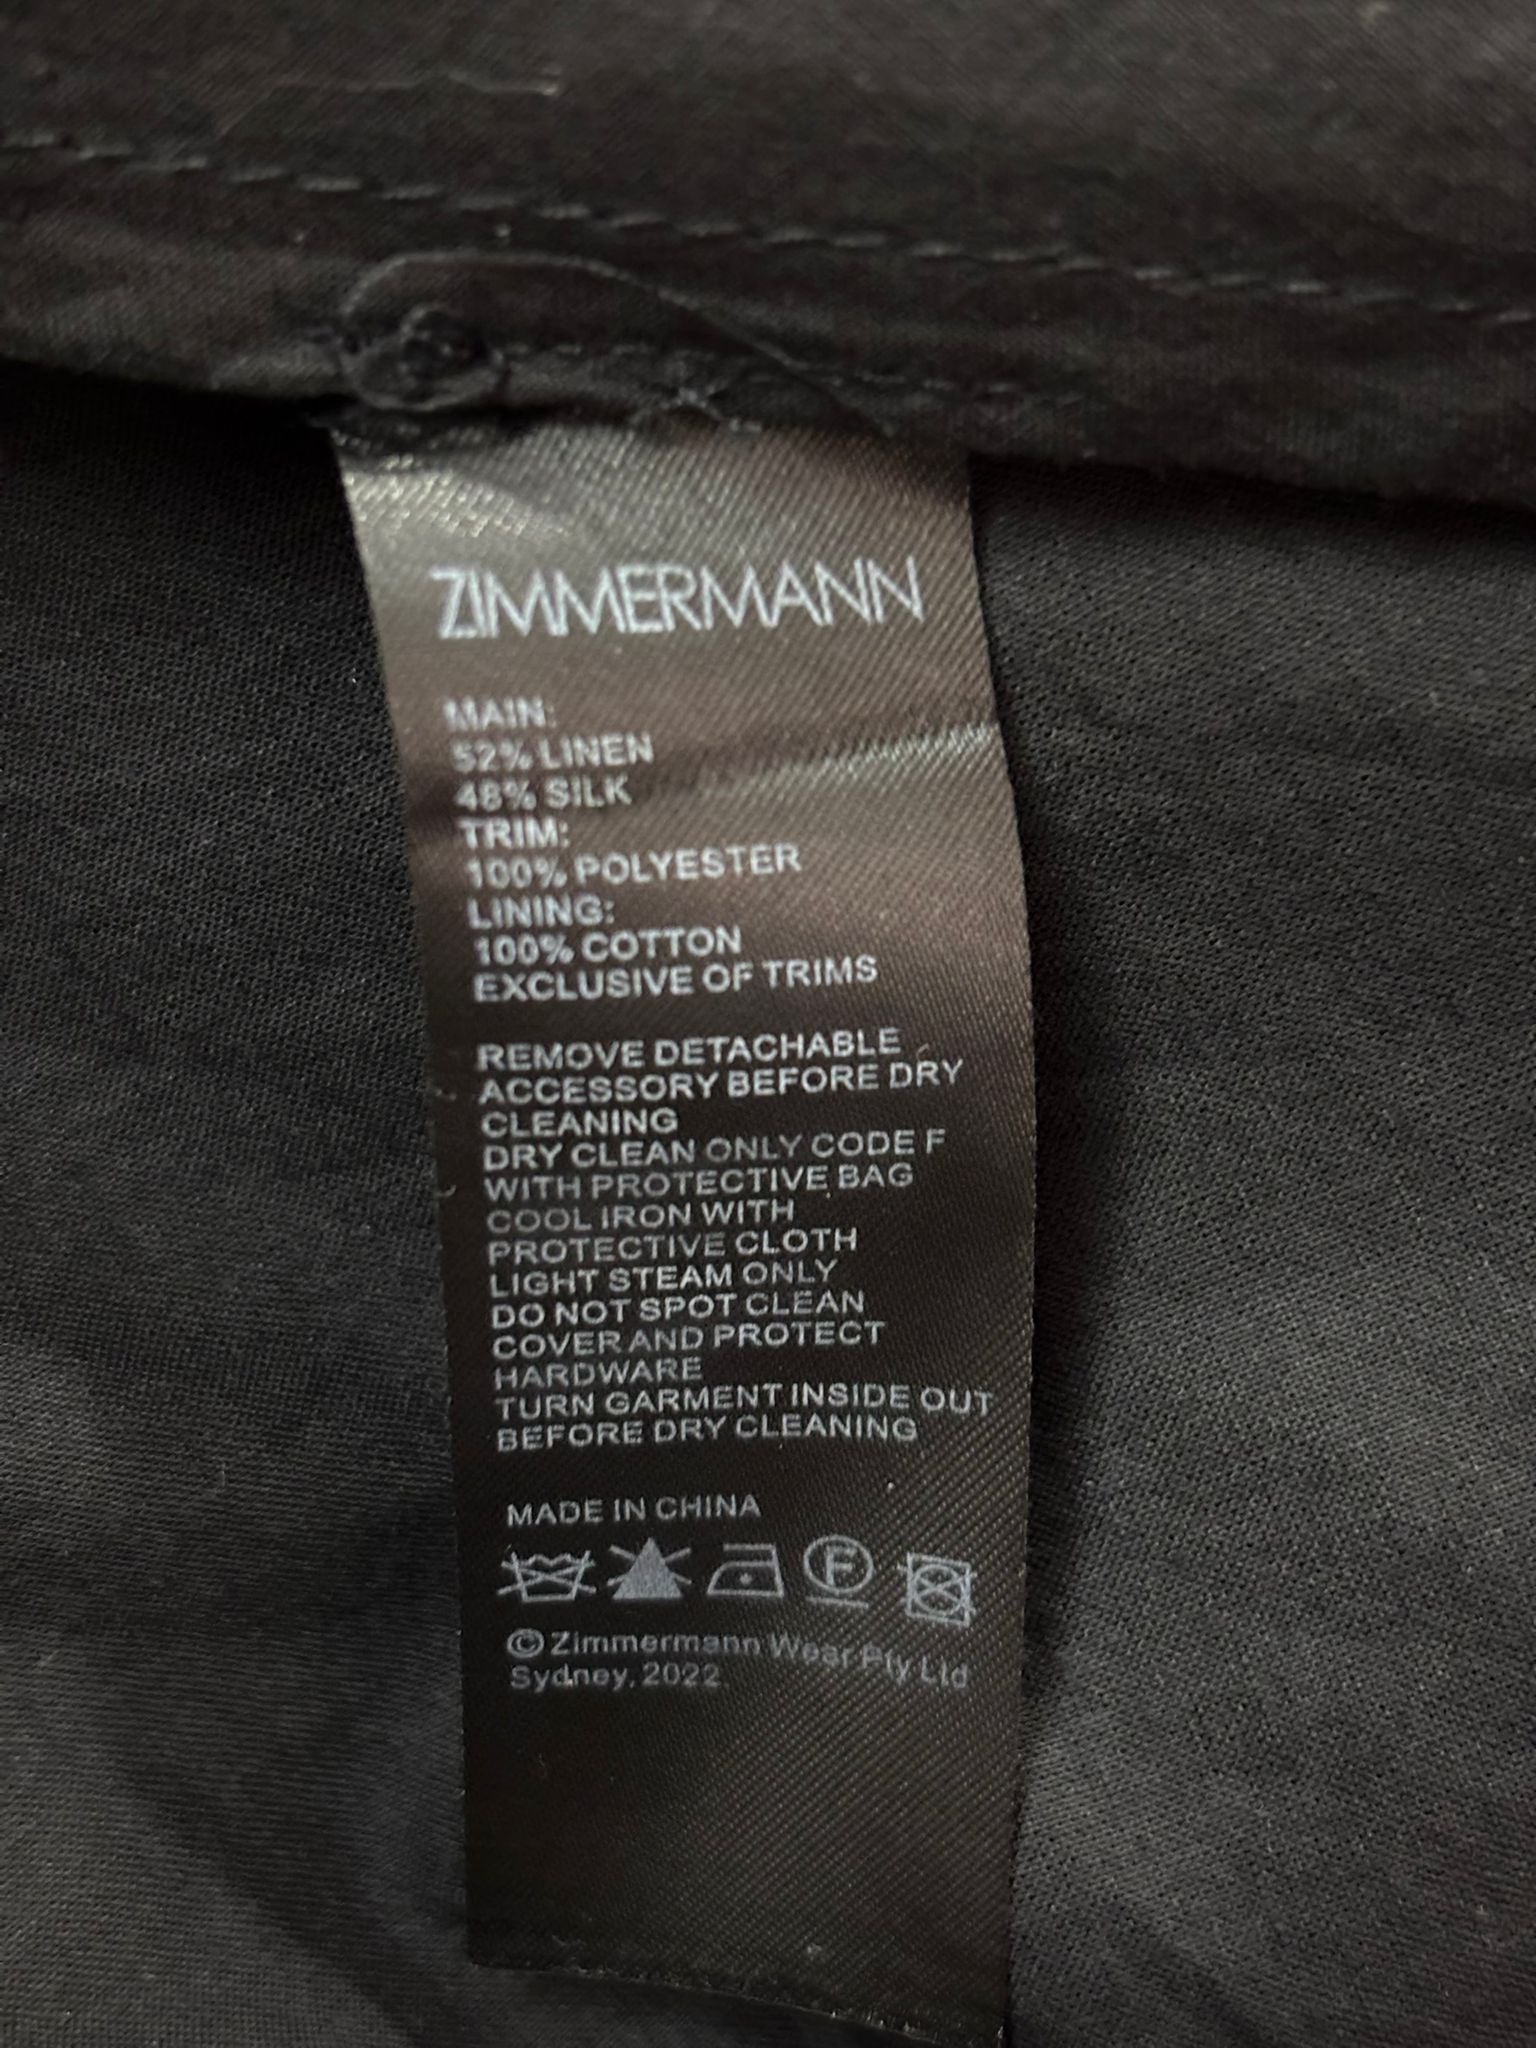 ZIMMERMANN
MAIN:
52% LINEN
48% SILK
TRIM:
100% POLYESTER
LINING:
100% COTTON
EXCLUSIVE OF TRIMS
REMOVE DETACHABLE
ACCESSORY BEFORE DRY
CLEANING
DRY CLEAN ONLY CODE F
WITH PROTECTIVE BAG
COOL IRON WITH
PROTECTIVE CLOTH
LIGHT STEAM ONLY
DO NOT SPOT CLEAN
COVER AND PROTECT
HARDWARE
TURN GARMENT INSIDE OUT
BEFORE DRY CLEANING
MADE IN CHINA
F
© Zimmermann Wear Pty Ltd
Sydney, 2022